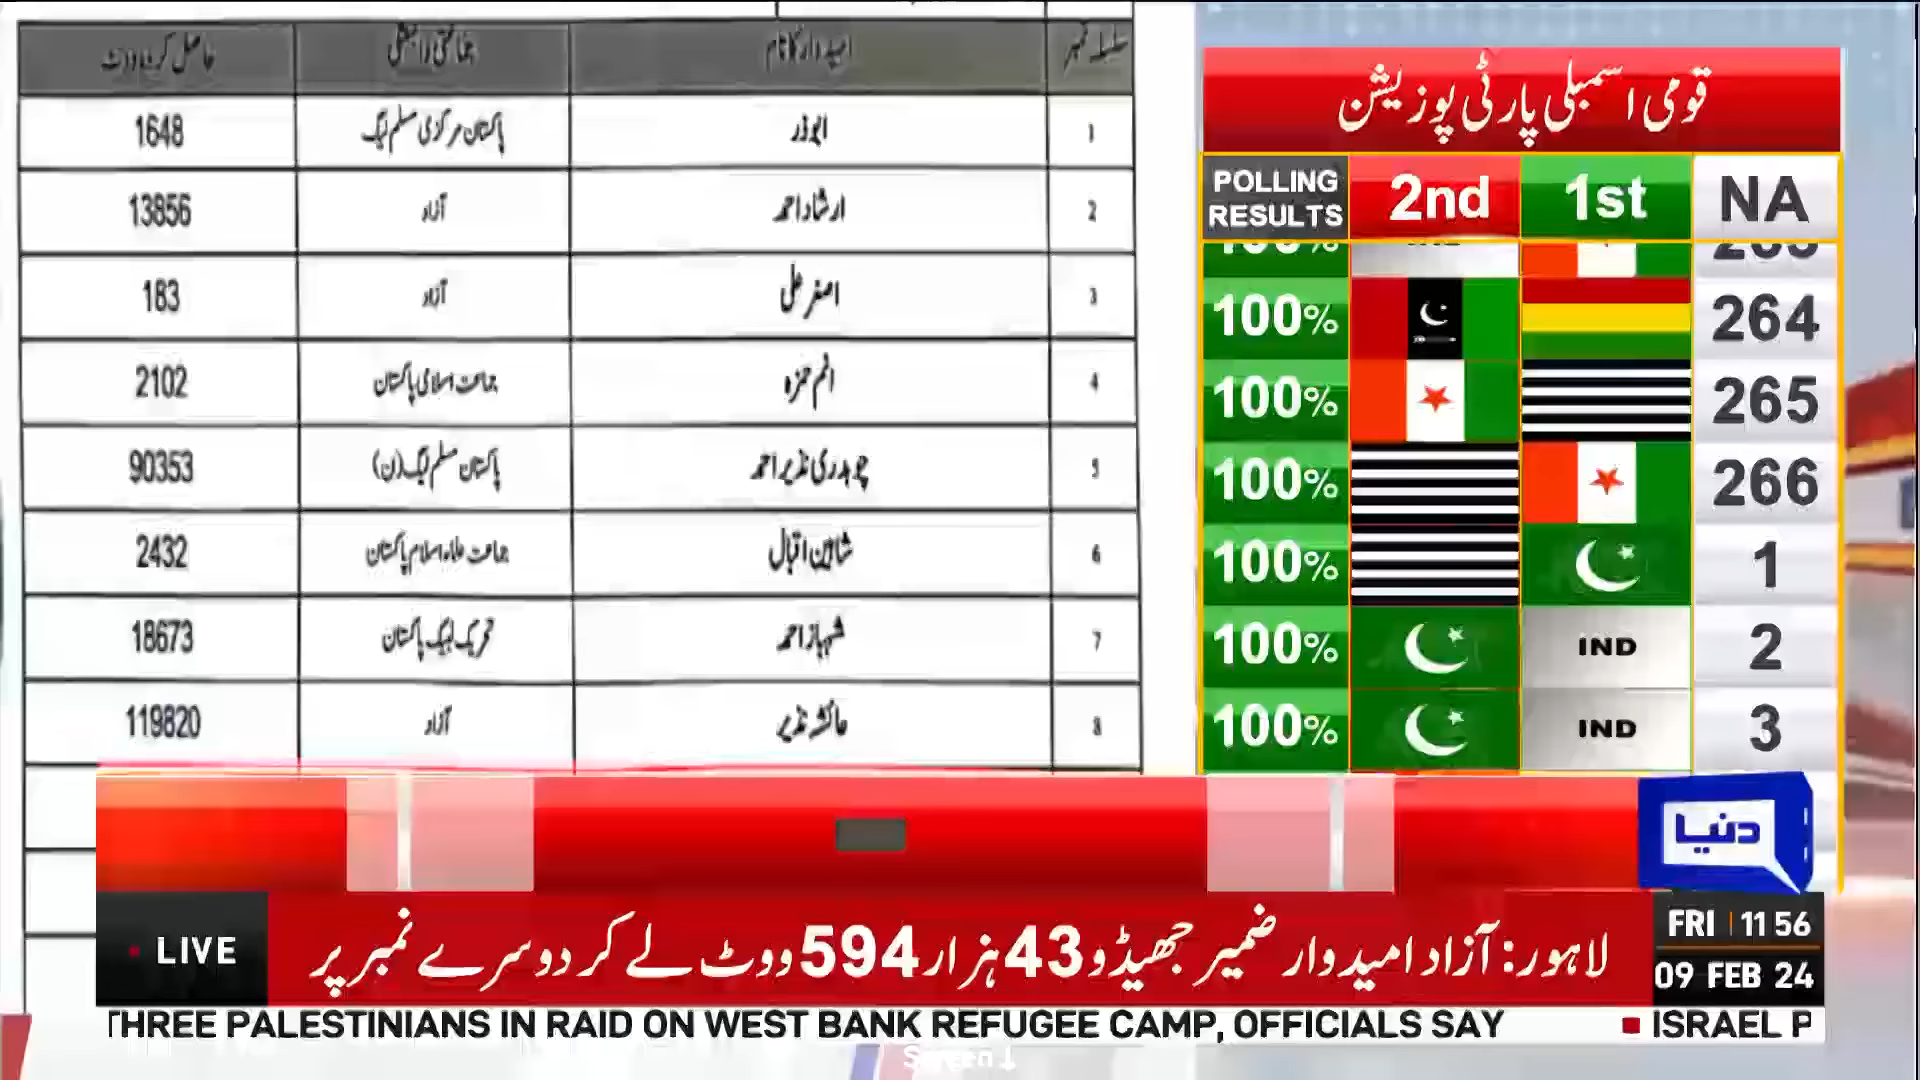 سلسلہ نمبر امیدوار کا نام جماعتی وابستگی حاصل کردہ ووٹ
1 ابوذر پاکستان مرکزی مسلم لیگ 1648
2 ارشاد احمد آزاد 13856
3 اصغر علی آزاد 183
4 انعم حمزہ جماعت اسلامی پاکستان 2102
5 چوہدری نذیر احمد پاکستان مسلم لیگ (ن) 90353
6 شاہین اقبال جمعیت علماء اسلام پاکستان 2432
7 شہباز احمد تحریک لبیک پاکستان 18673
8 عائشہ نذیر آزاد 119820
قومی اسمبلی پارٹی پوزیشن
POLLING RESULTS 2nd 1st NA
100%
100% 264
100% 265
100% 266
100% 1
100% IND 2
100% IND 3
دنیا
LIVE
لاہور: آزاد امیدوار ضمیر جھیڈو 43 ہزار 594 ووٹ لے کر دوسرے نمبر پر
FRI 11 56
09 FEB 24
THREE PALESTINIANS IN RAID ON WEST BANK REFUGEE CAMP, OFFICIALS SAY ISRAEL P